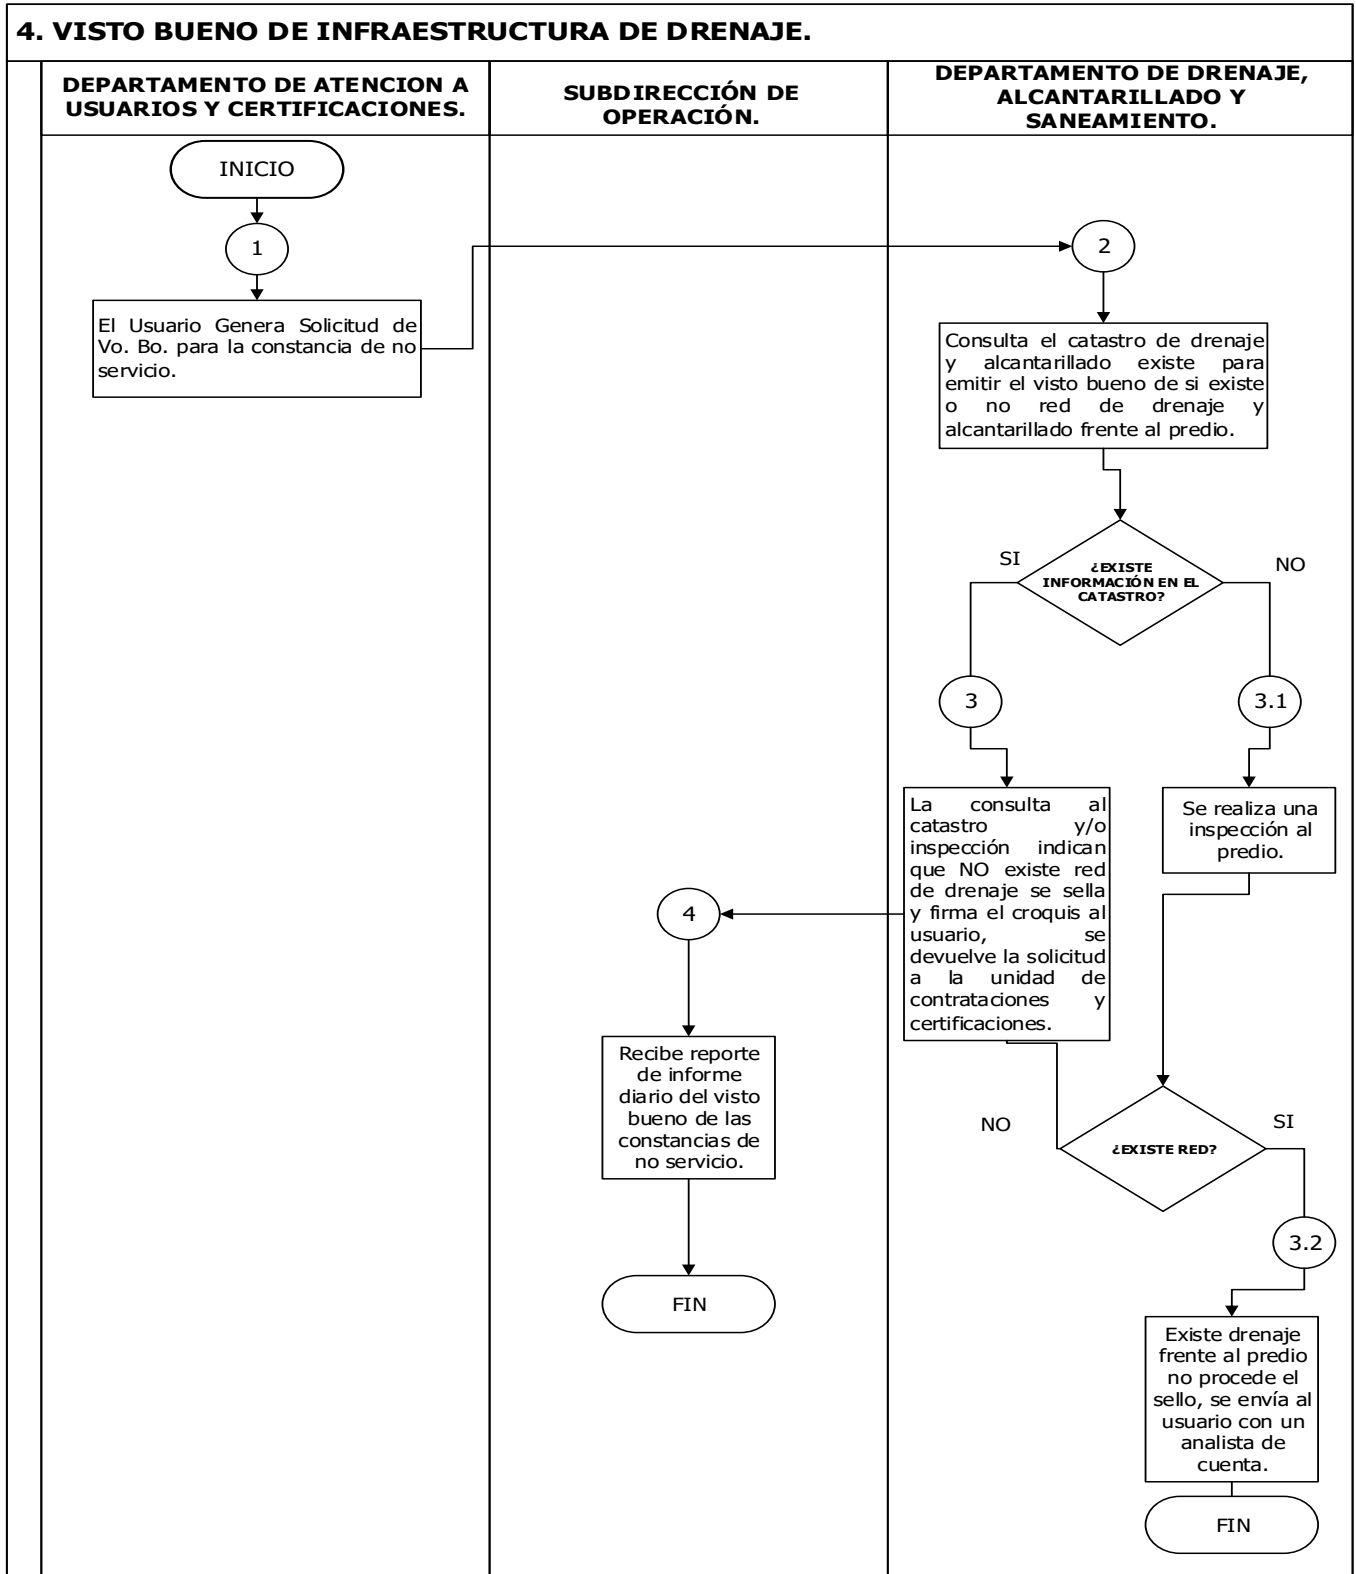 4. VISTO BUENO DE INFRAESTRUCTURA DE DRENAJE.
DEPARTAMENTO DE ATENCION A
USUARIOS Y CERTIFICACIONES.
SUBDIRECCIÓN DE
OPERACIÓN.
DEPARTAMENTO DE DRENAJE,
ALCANTARILLADO Y
SANEAMIENTO.
INICIO
1
El Usuario Genera Solicitud de
Vo. Bo. para la constancia de no
servicio.
2
Consulta el catastro de drenaje
y alcantarillado existe para
emitir el visto bueno de si existe
o no red de drenaje y
alcantarillado frente al predio.
¿EXISTE
INFORMACIÓN EN EL
CATASTRO?
SI
NO
3
3.1
La consulta al
catastro y/o
inspección indican
que NO existe red
de drenaje se sella
y firma el croquis al
usuario, se
devuelve la solicitud
a la unidad de
contrataciones y
certificaciones.
Se realiza una
inspección al
predio.
4
Recibe reporte
de informe
diario del visto
bueno de las
constancias de
no servicio.
FIN
¿EXISTE RED?
NO
SI
3.2
Existe drenaje
frente al predio
no procede el
sello, se envía al
usuario con un
analista de
cuenta.
FIN